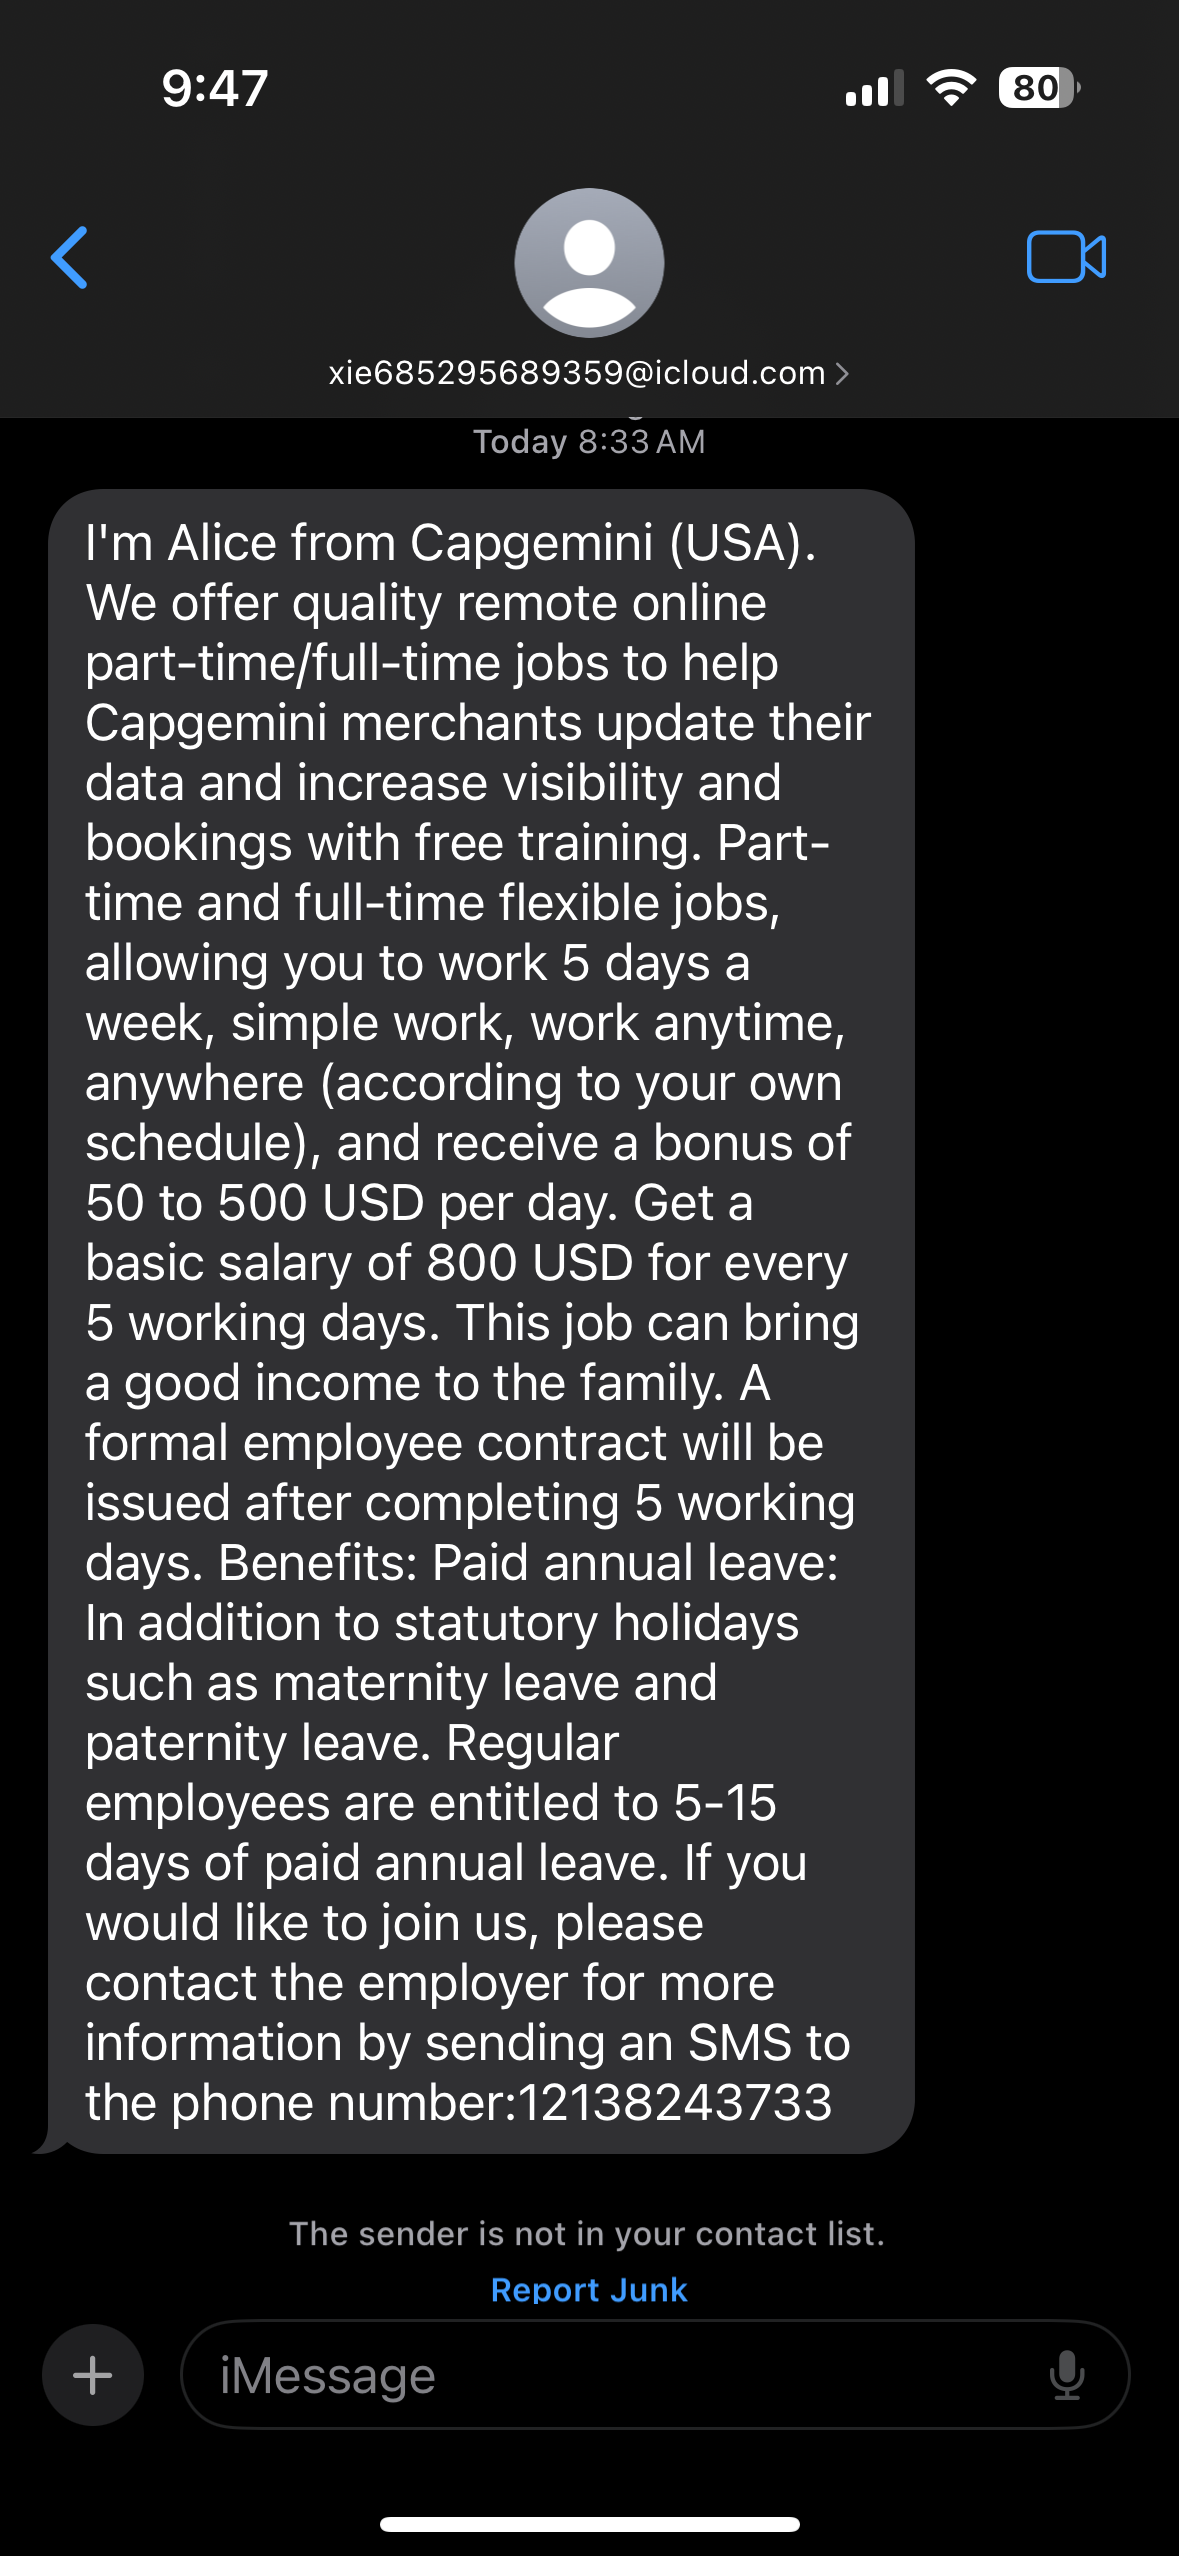 9:47
80
xie685295689359@icloud.com
Today 8:33 AM
I'm Alice from Capgemini (USA).
We offer quality remote online
part-time/full-time jobs to help
Capgemini merchants update their
data and increase visibility and
bookings with free training. Part-
time and full-time flexible jobs,
allowing you to work 5 days a
week, simple work, work anytime,
anywhere (according to your own
schedule), and receive a bonus of
50 to 500 USD per day. Get a
basic salary of 800 USD for every
5 working days. This job can bring
a good income to the family. A
formal employee contract will be
issued after completing 5 working
days. Benefits: Paid annual leave:
In addition to statutory holidays
such as maternity leave and
paternity leave. Regular
employees are entitled to 5-15
days of paid annual leave. If you
would like to join us, please
contact the employer for more
information by sending an SMS to
the phone number:12138243733
The sender is not in your contact list.
Report Junk
iMessage